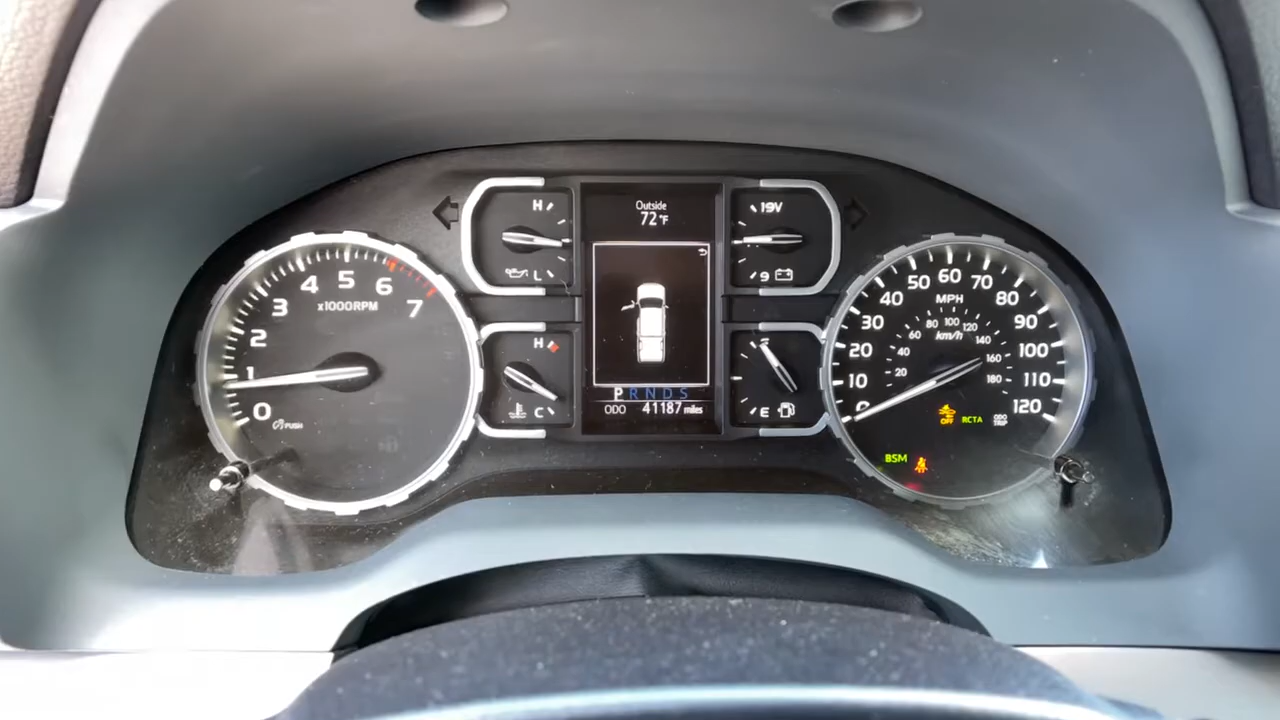 H
L
Outside
72°F
19V
9
5
4
6
3
7
x1000RPM
2
1
0
PUSH
H
C
P R N D S
ODO 41187 miles
E
60
50
70
40
80
MPH
30
90
20
100
10
110
0
120
80 100 120
60
140
km/h
40
160
20
180
OFF
RCTA
ODO
TRIP
BSM